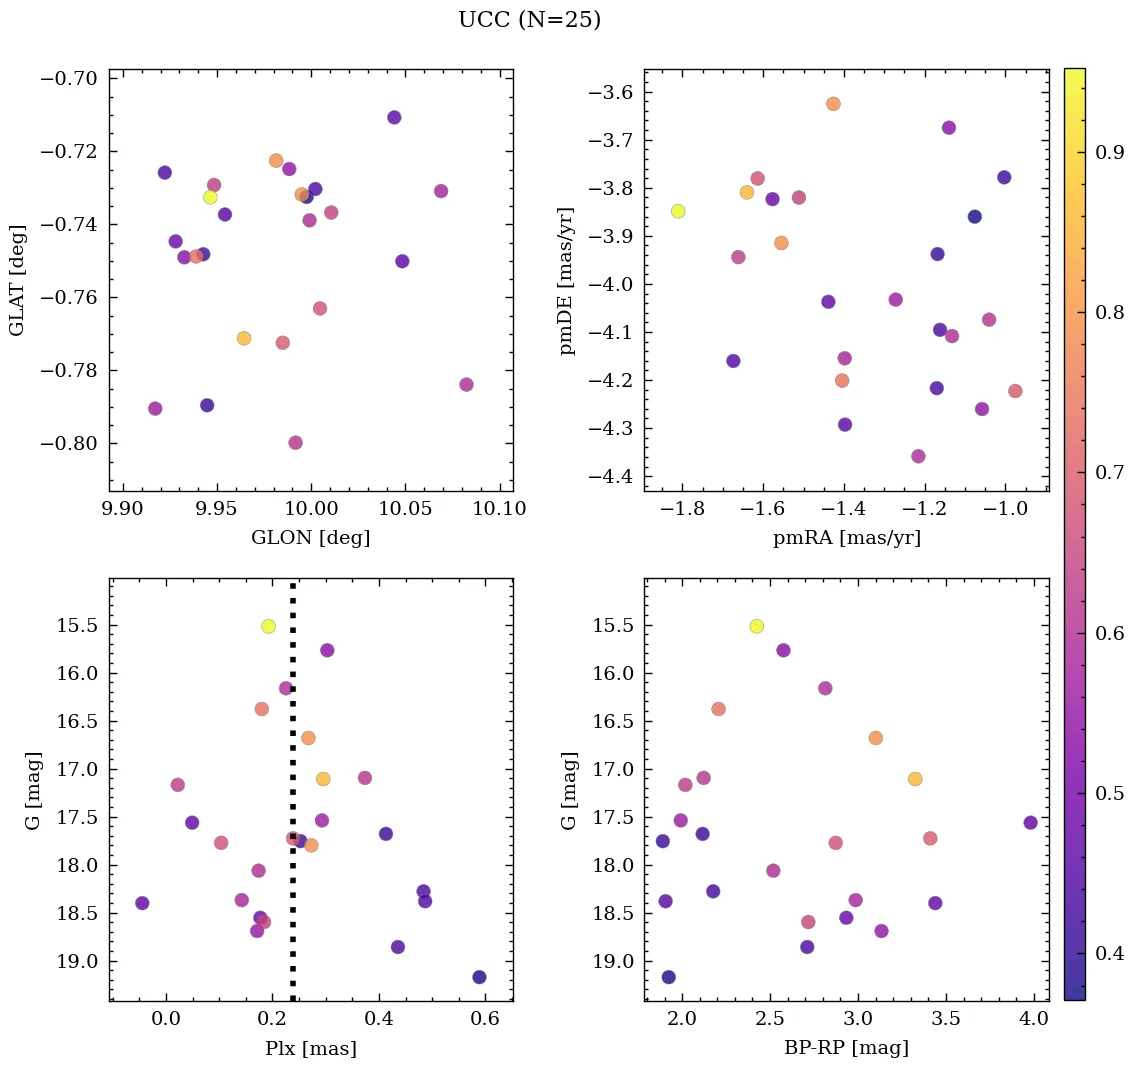 UCC (N=25)
−0.70
−0.72
−0.74
−0.76
−0.78
−0.80
GLAT [deg]
9.90 9.95 10.00 10.05 10.10
GLON [deg]
−3.6
−3.7
−3.8
−3.9
−4.0
−4.1
−4.2
−4.3
−4.4
pmDE [mas/yr]
−1.8 −1.6 −1.4 −1.2 −1.0
pmRA [mas/yr]
15.5
16.0
16.5
17.0
17.5
18.0
18.5
19.0
G [mag]
0.0 0.2 0.4 0.6
Plx [mas]
15.5
16.0
16.5
17.0
17.5
18.0
18.5
19.0
G [mag]
2.0 2.5 3.0 3.5 4.0
BP-RP [mag]
0.9
0.8
0.7
0.6
0.5
0.4